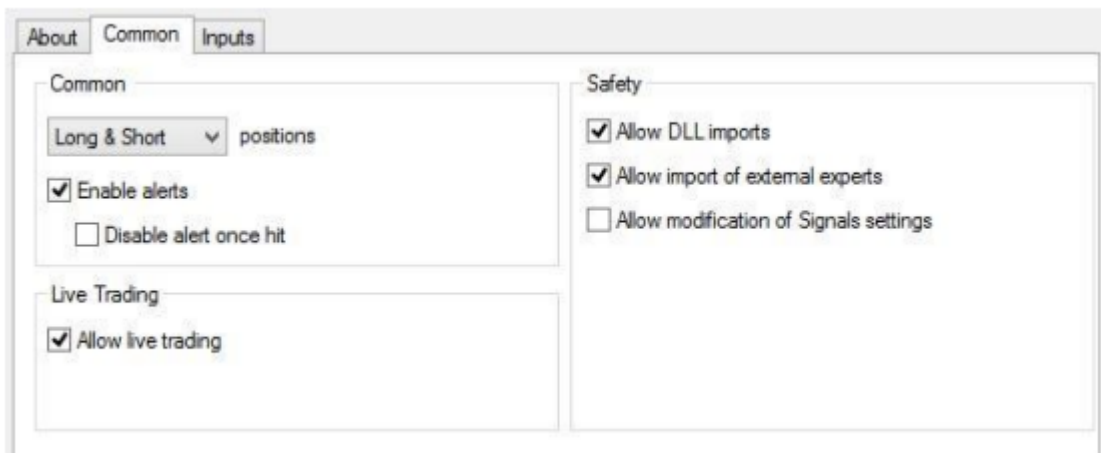 About Common Inputs
Common
Long & Short positions
Enable alerts
Disable alert once hit
Live Trading
Allow live trading
Safety
Allow DLL imports
Allow import of external experts
Allow modification of Signals settings